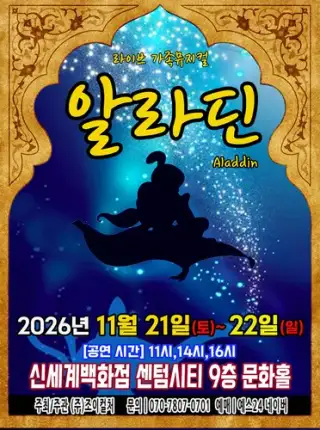 라이브 가족뮤지컬
알라딘
Aladdin
2026년 11월 21일(토)~22일(일)
[공연 시간] 11시,14시,16시
신세계백화점 센텀시티 9층 문화홀
주최/주관 (주)조이컬쳐 문의 | 070-7807-0701 예매 | 예스24 네이버